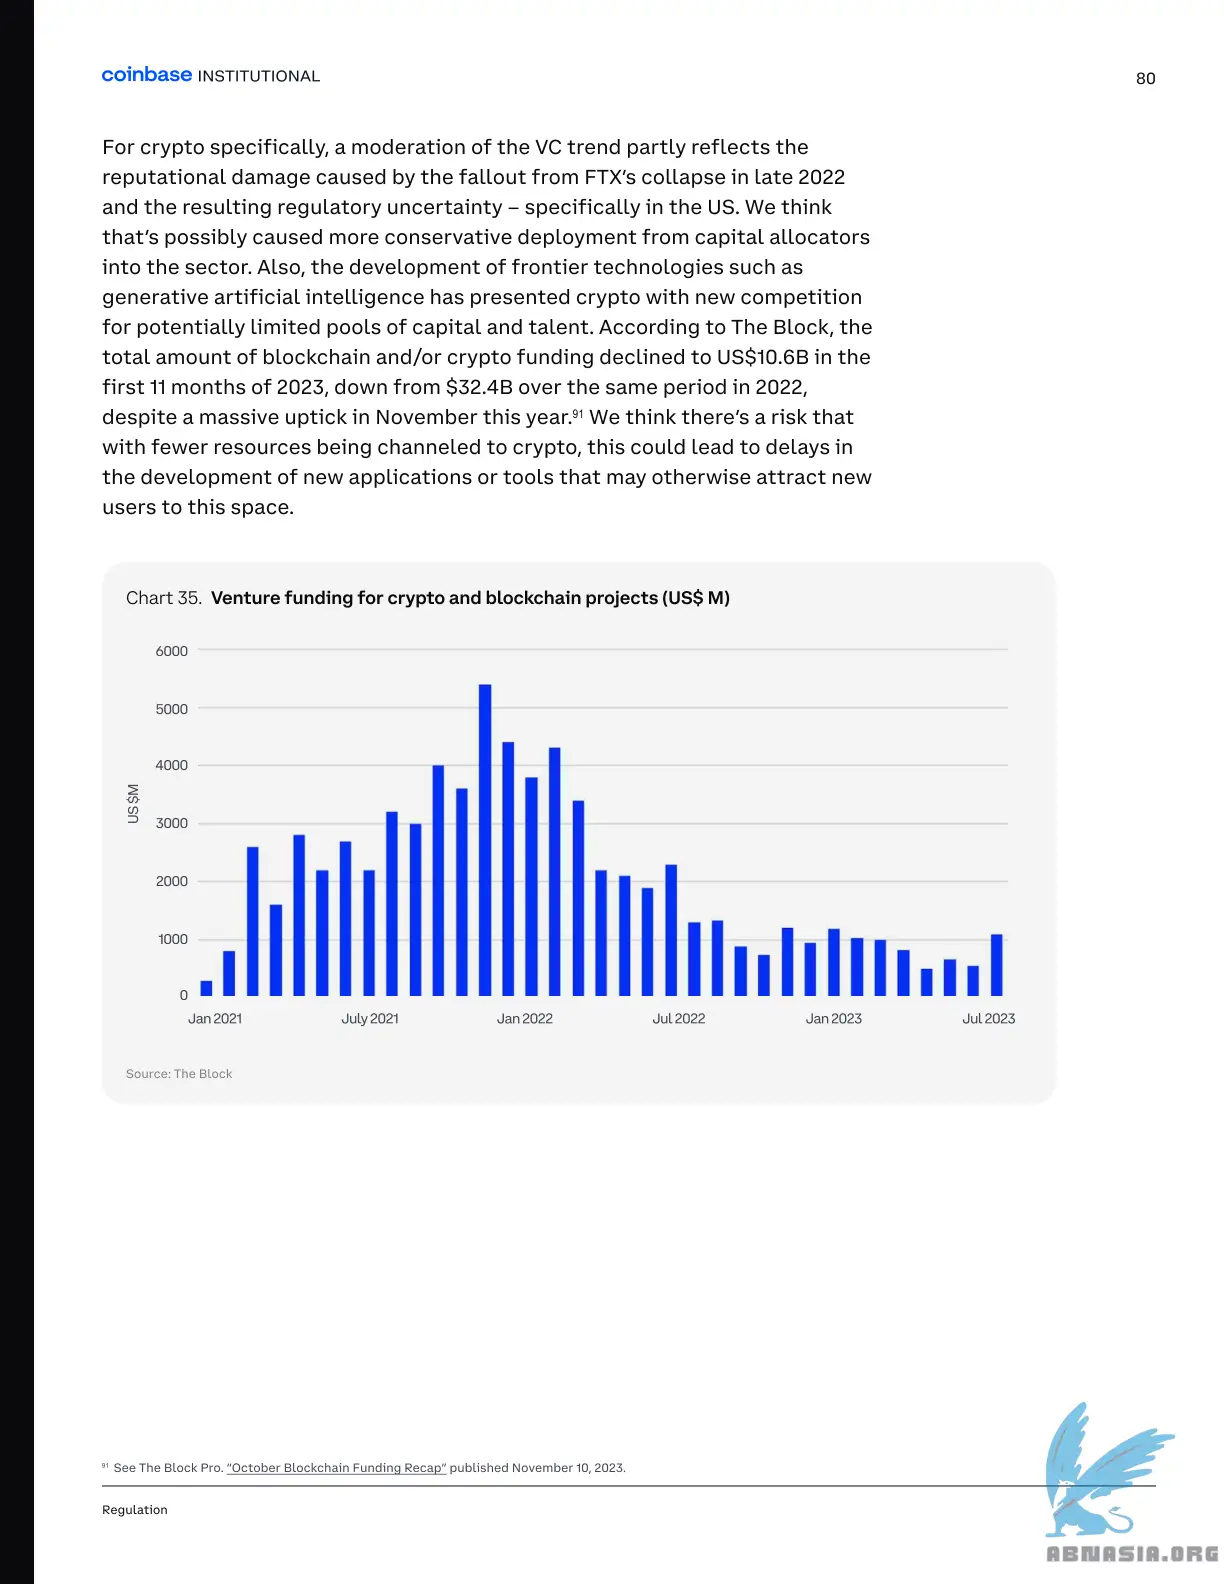 coinbase INSTITUTIONAL
80
For crypto specifically, a moderation of the VC trend partly reflects the
reputational damage caused by the fallout from FTX’s collapse in late 2022
and the resulting regulatory uncertainty – specifically in the US. We think
that’s possibly caused more conservative deployment from capital allocators
into the sector. Also, the development of frontier technologies such as
generative artificial intelligence has presented crypto with new competition
for potentially limited pools of capital and talent. According to The Block, the
total amount of blockchain and/or crypto funding declined to US$10.6B in the
first 11 months of 2023, down from $32.4B over the same period in 2022,
despite a massive uptick in November this year.⁹¹ We think there’s a risk that
with fewer resources being channeled to crypto, this could lead to delays in
the development of new applications or tools that may otherwise attract new
users to this space.
Chart 35. Venture funding for crypto and blockchain projects (US$ M)
US $M
6000
5000
4000
3000
2000
1000
0
Jan 2021 July 2021 Jan 2022 Jul 2022 Jan 2023 Jul 2023
Source: The Block
⁹¹ See The Block Pro. “October Blockchain Funding Recap” published November 10, 2023.
Regulation
ABNASIA.ORG